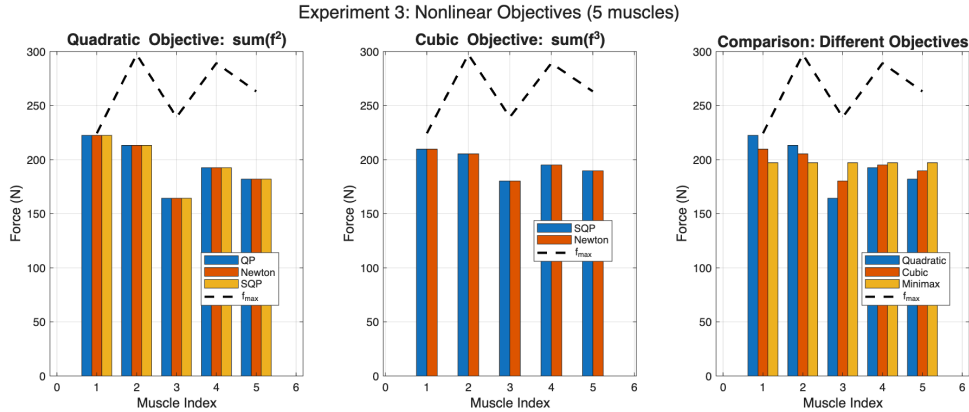 Experiment 3: Nonlinear Objectives (5 muscles)
Quadratic Objective: sum(f²)
300
250
200
150
100
50
0
Force (N)
QP
Newton
SQP
f_max
0 1 2 3 4 5 6
Muscle Index
Cubic Objective: sum(f³)
300
250
200
150
100
50
0
Force (N)
SQP
Newton
f_max
0 1 2 3 4 5 6
Muscle Index
Comparison: Different Objectives
300
250
200
150
100
50
0
Force (N)
Quadratic
Cubic
Minimax
f_max
0 1 2 3 4 5 6
Muscle Index